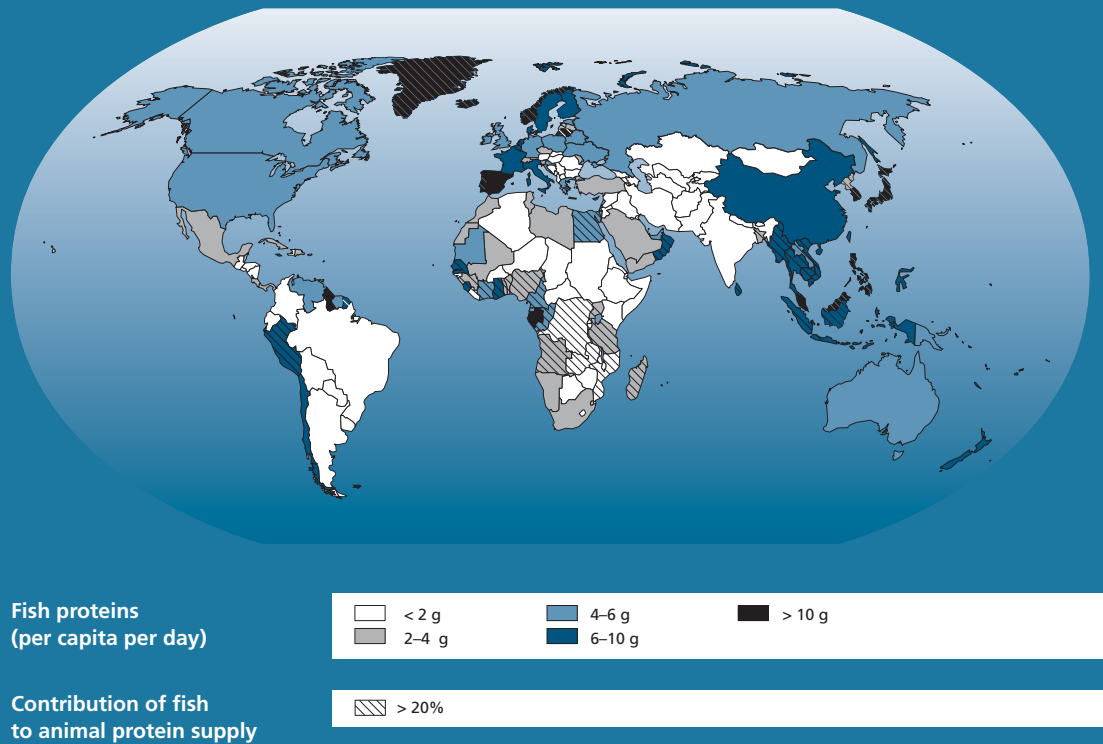 Fish proteins
(per capita per day)
< 2 g
4–6 g
> 10 g
2–4 g
6–10 g
Contribution of fish
to animal protein supply
> 20%